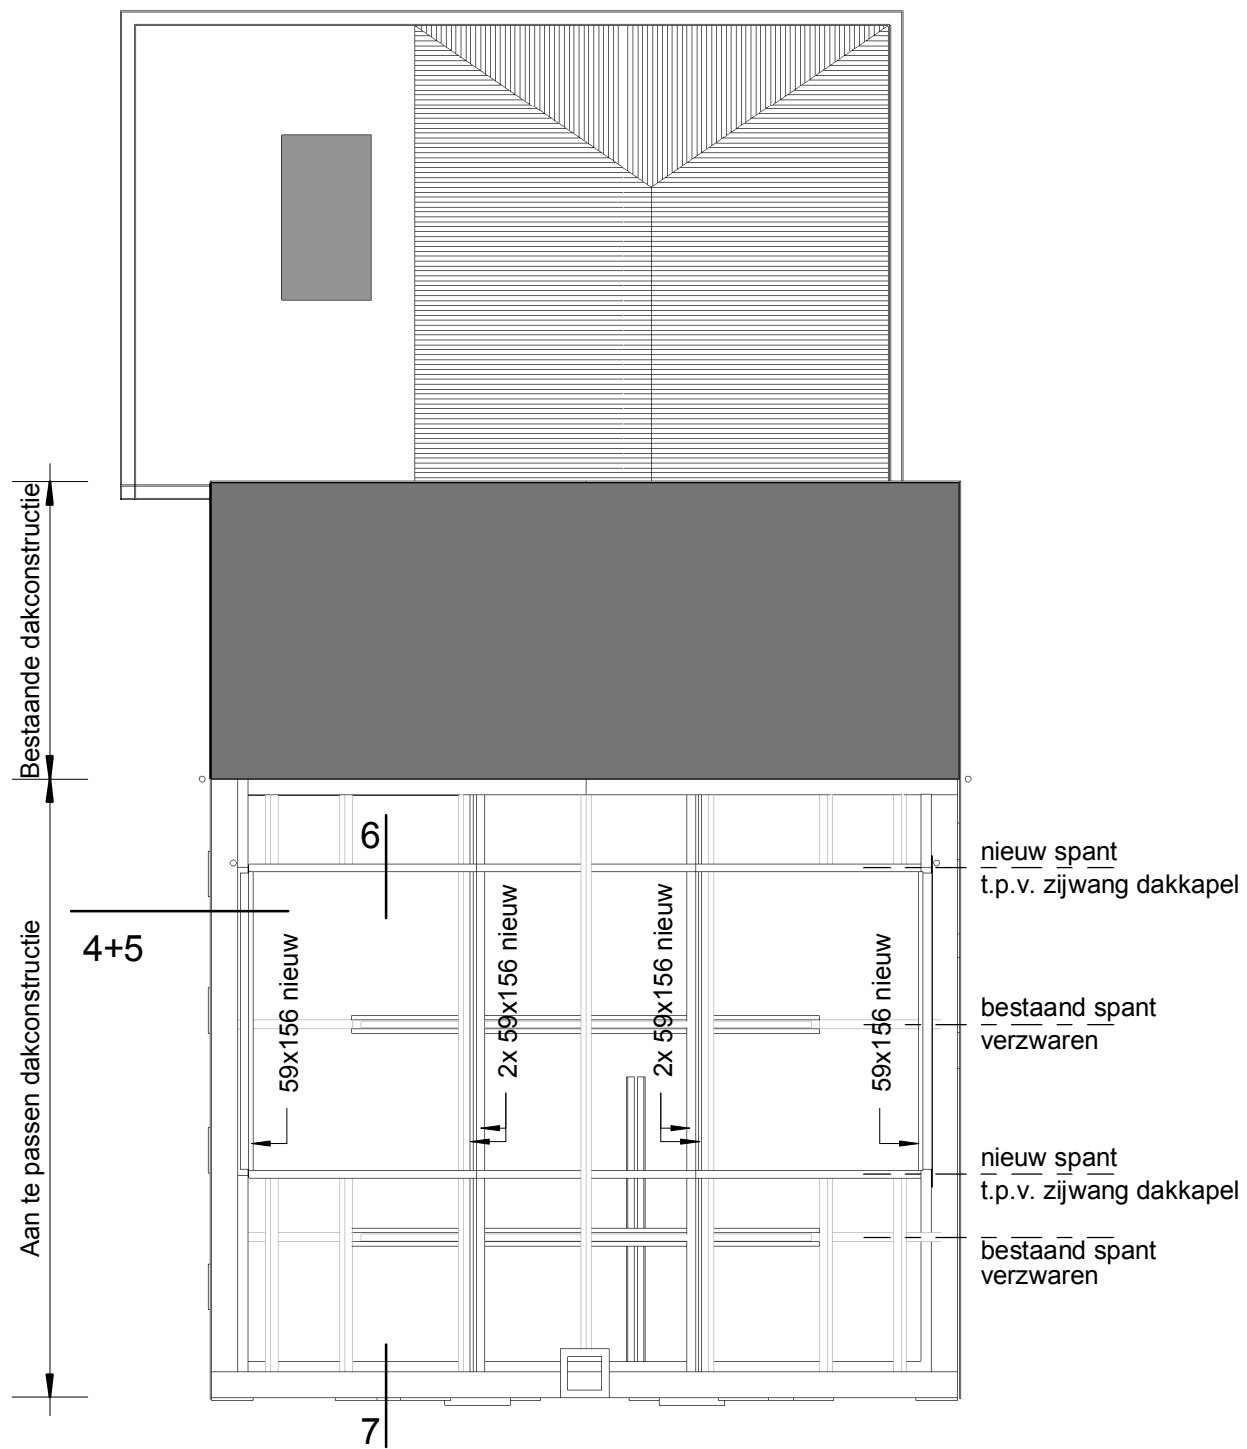 Bestaande dakconstructie
Aan te passen dakconstructie
6
4+5
59x156 nieuw
2x 59x156 nieuw
2x 59x156 nieuw
59x156 nieuw
nieuw spant
t.p.v. zijwang dakkapel
bestaand spant
verzwaren
nieuw spant
t.p.v. zijwang dakkapel
bestaand spant
verzwaren
7